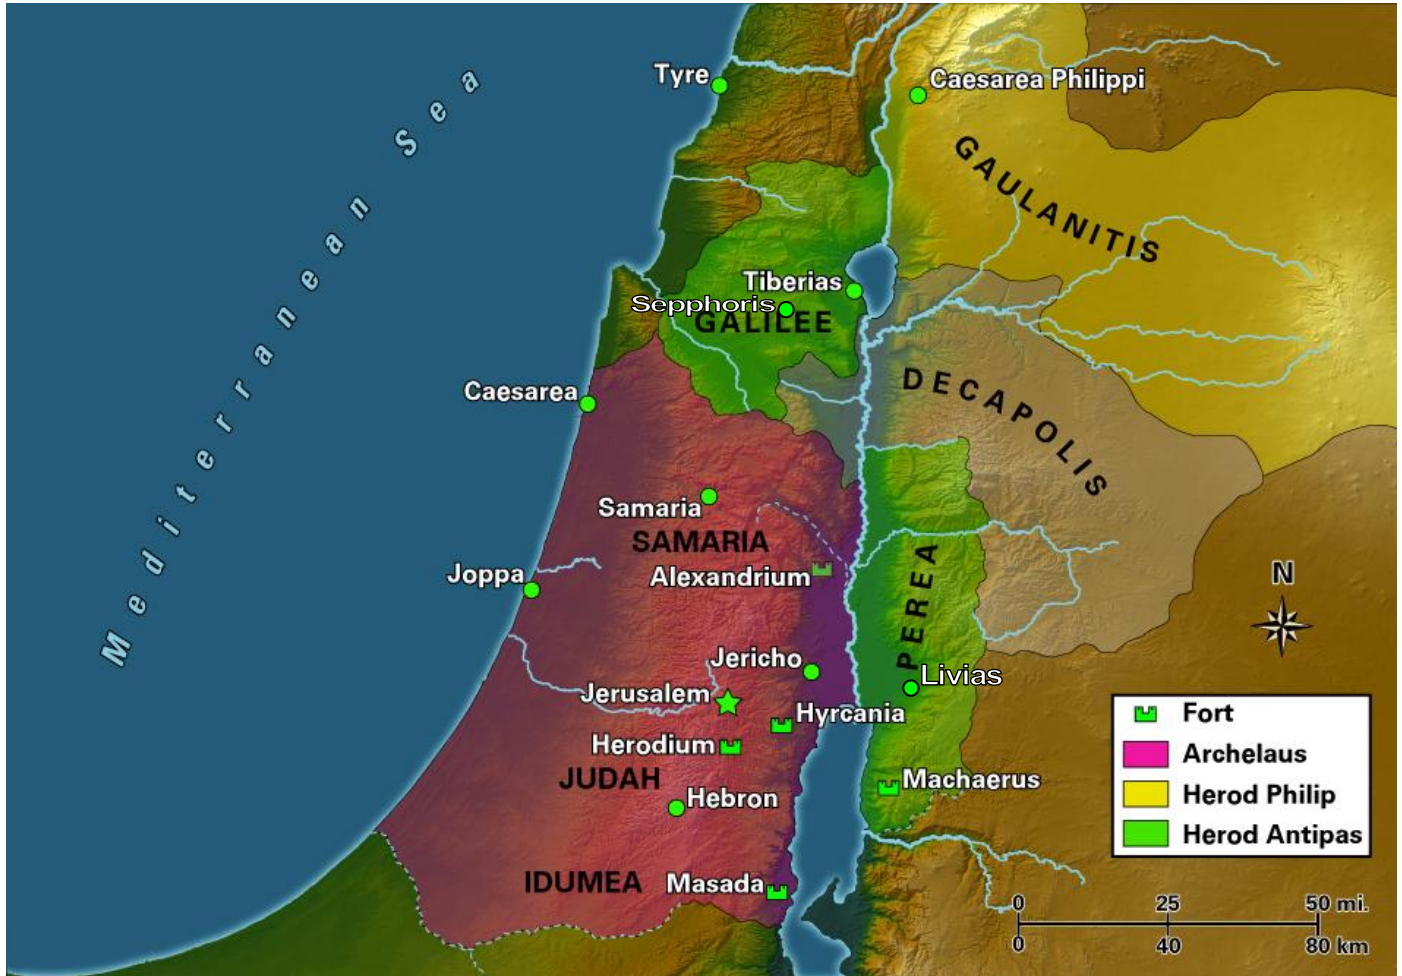 Tyre
Caesarea Philippi
Mediterranean Sea
GAULANITIS
Tiberias
Sepphoris
GALILEE
DECAPOLIS
Caesarea
Samaria
SAMARIA
Alexandrium
Joppa
PEREA
N
Jericho
Livias
Jerusalem
Hyrcania
Herodium
JUDAH
Machaerus
Hebron
IDUMEA
Masada
Fort
Archelaus
Herod Philip
Herod Antipas
0 25 50 mi.
0 40 80 km